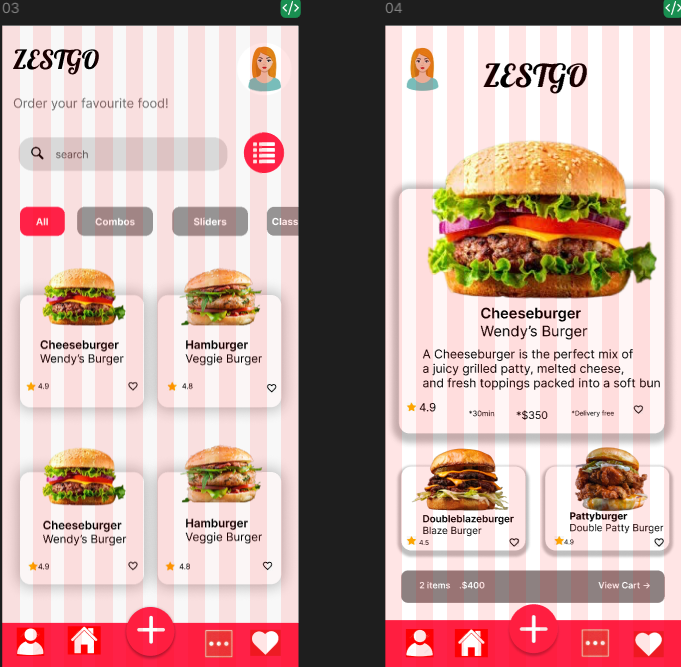 03
</>
ZESTGO
Order your favourite food!
search
All
Combos
Sliders
Class
Cheeseburger
Wendy's Burger
4.9
Hamburger
Veggie Burger
4.8
Cheeseburger
Wendy's Burger
4.9
Hamburger
Veggie Burger
4.8
04
</>
ZESTGO
Cheeseburger
Wendy's Burger
A Cheeseburger is the perfect mix of
a juicy grilled patty, melted cheese,
and fresh toppings packed into a soft bun
4.9
*30min
*$350
*Delivery free
Doubleblazeburger
Blaze Burger
4.5
Pattyburger
Double Patty Burger
4.9
2 items .$400
View Cart →